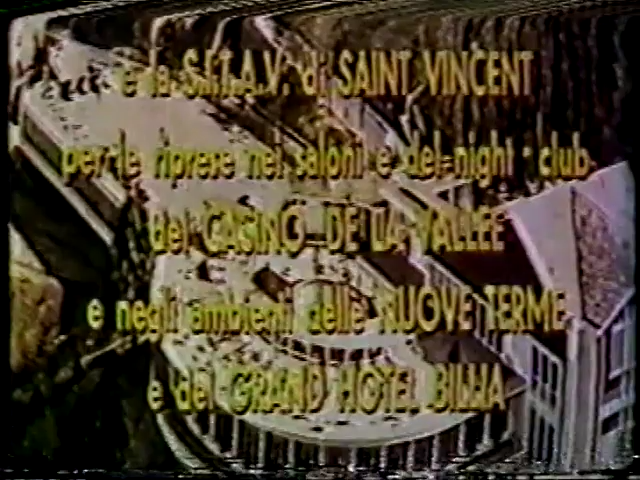 e la S.I.T.A.V. di SAINT VINCENT
per le riprese nei saloni e del night - club
del CASINO DE LA VALLEE
e negli ambienti delle NUOVE TERME
e del GRAND HOTEL BILLIA